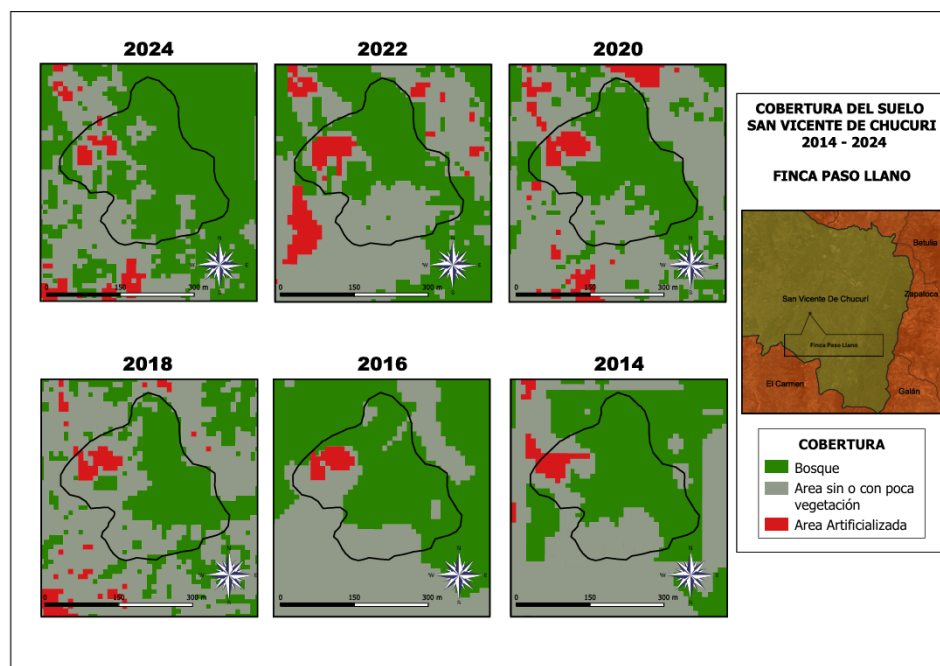 2024
2022
2020
0 150 300 m
0 150 300 m
0 150 300 m
2018
2016
2014
0 150 300 m
0 150 300 m
0 150 300 m
COBERTURA DEL SUELO
SAN VICENTE DE CHUCURI
2014 - 2024
FINCA PASO LLANO
Betulia
Zapatoca
San Vicente De Chucurí
Finca Paso Llano
El Carmen
Galán
COBERTURA
Bosque
Area sin o con poca
vegetación
Area Artificializada